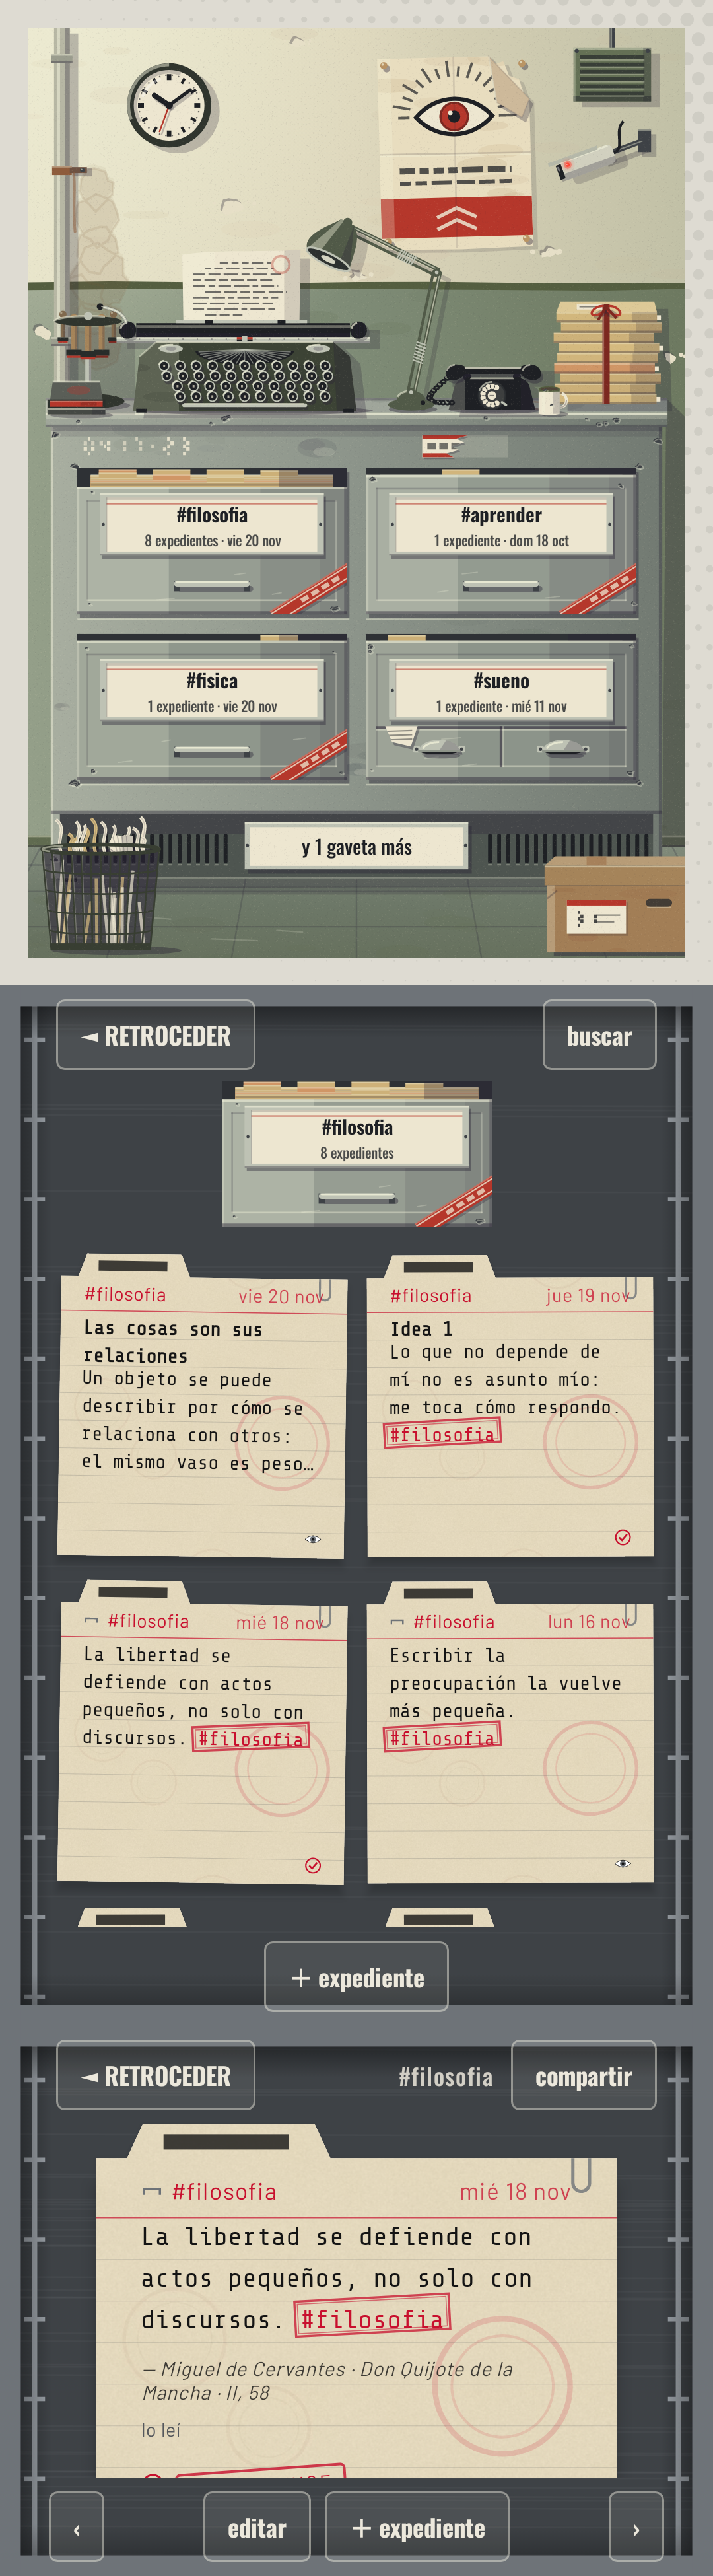 #filosofia
8 expedientes · vie 20 nov
#aprender
1 expediente · dom 18 oct
#fisica
1 expediente · vie 20 nov
#sueno
1 expediente · mié 11 nov
y 1 gaveta más
◄ RETROCEDER
buscar
#filosofia
8 expedientes
#filosofia vie 20 nov
Las cosas son sus
relaciones
Un objeto se puede
describir por cómo se
relaciona con otros:
el mismo vaso es peso…
#filosofia jue 19 nov
Idea 1
Lo que no depende de
mí no es asunto mío:
me toca cómo respondo.
#filosofia
#filosofia mié 18 nov
La libertad se
defiende con actos
pequeños, no solo con
discursos. #filosofia
#filosofia lun 16 nov
Escribir la
preocupación la vuelve
más pequeña.
#filosofia
+ expediente
◄ RETROCEDER
#filosofia
compartir
#filosofia mié 18 nov
La libertad se defiende con
actos pequeños, no solo con
discursos. #filosofia
— Miguel de Cervantes · Don Quijote de la
Mancha · II, 58
lo leí
‹
editar
+ expediente
›